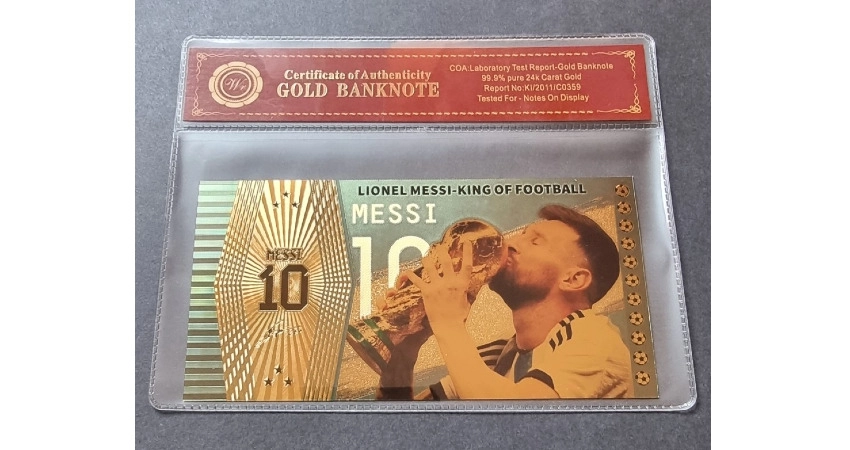 Certificate of Authenticity
GOLD BANKNOTE
COA:Laboratory Test Report-Gold Banknote
99.9% pure 24k Carat Gold
Report No:KI/2011/C0359
Tested For - Notes On Display
LIONEL MESSI-KING OF FOOTBALL
MESSI
10
MESSI
10